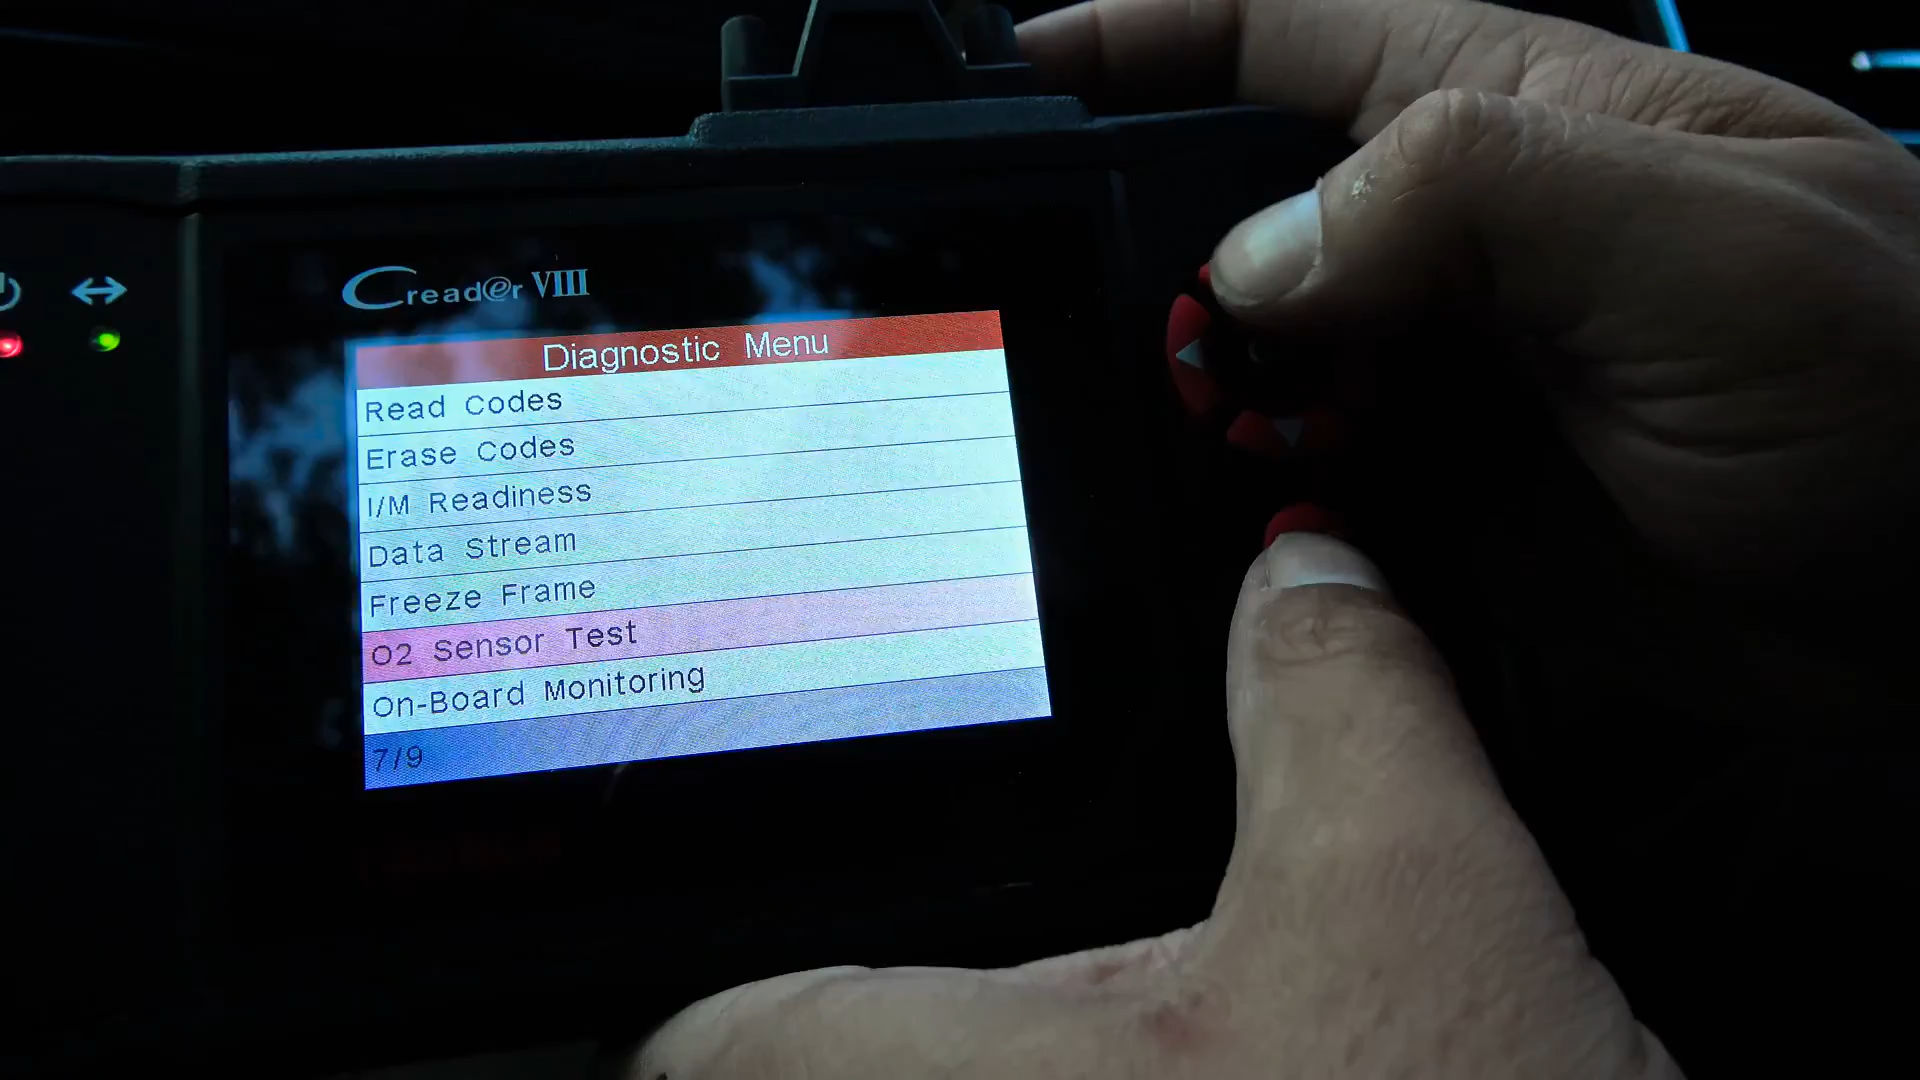 Creader VIII
Diagnostic Menu
Read Codes
Erase Codes
I/M Readiness
Data Stream
Freeze Frame
O2 Sensor Test
On-Board Monitoring
7/9